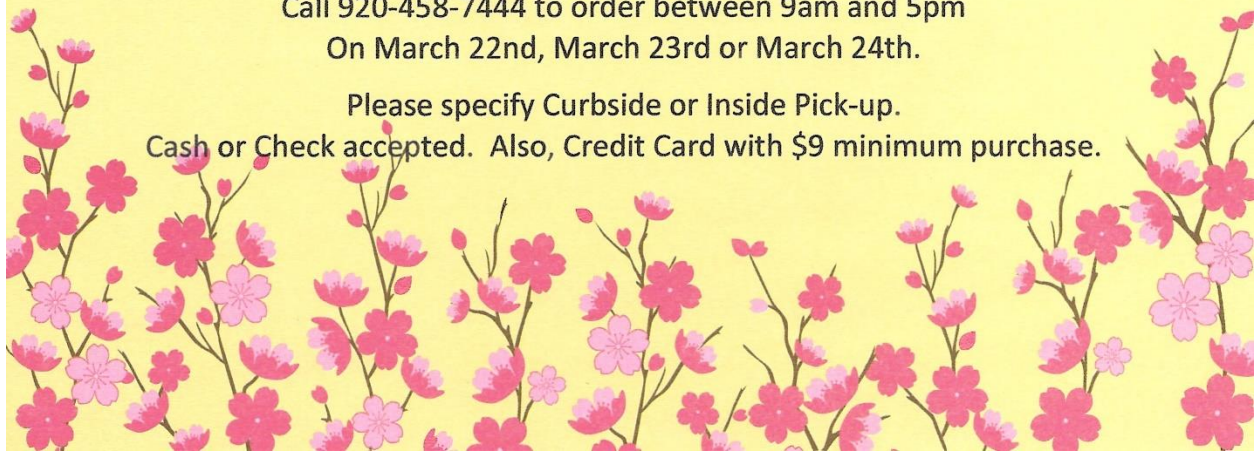 Call 920-458-7444 to order between 9am and 5pm
On March 22nd, March 23rd or March 24th.
Please specify Curbside or Inside Pick-up.
Cash or Check accepted.  Also, Credit Card with $9 minimum purchase.